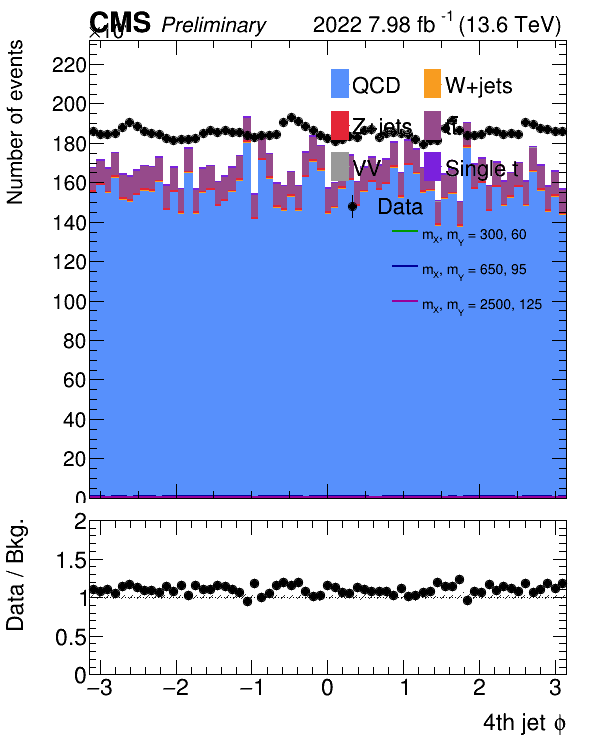 CMS Preliminary 2022 7.98 fb⁻¹ (13.6 TeV)
Number of events
220
200
180
160
140
120
100
80
60
40
20
0
QCD W+jets
Z+jets tt̄
VV Single t
Data
mX, mY = 300, 60
mX, mY = 650, 95
mX, mY = 2500, 125
Data / Bkg.
2
1.5
1
0.5
0
−3 −2 −1 0 1 2 3
4th jet ϕ